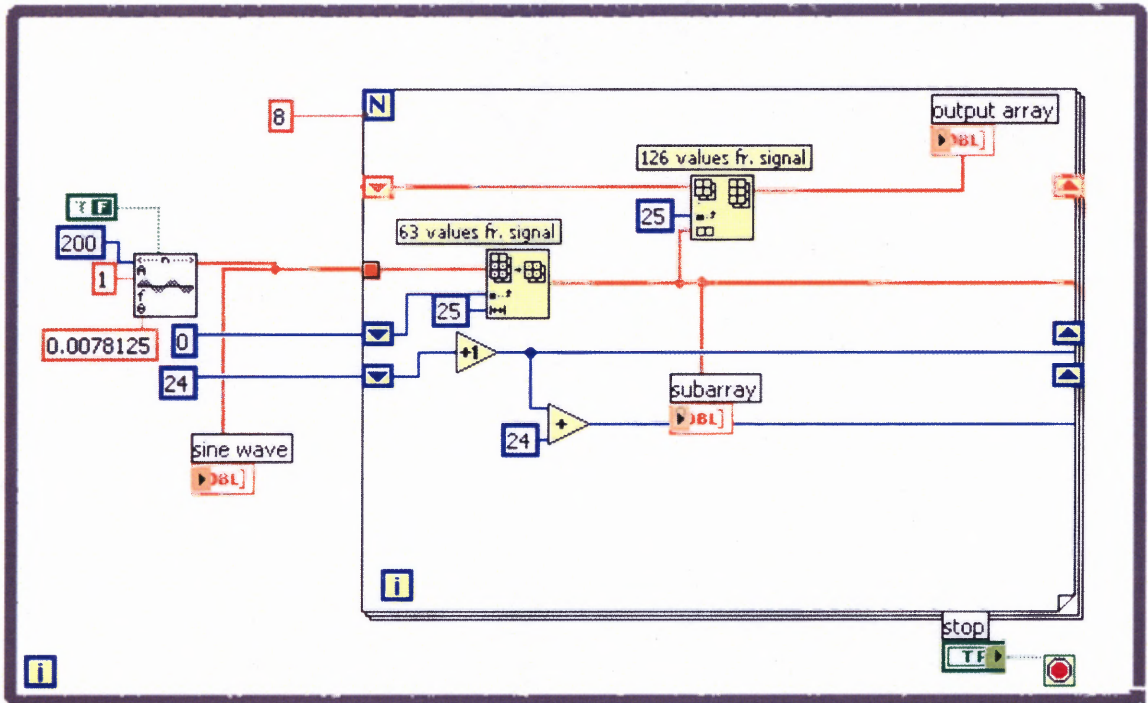 8
N
output array
DBL]
126 values fr. signal
25
T F
200
63 values fr. signal
1
25
0.0078125
0
+1
24
subarray
DBL]
24
+
sine wave
DBL]
i
stop
TF
i